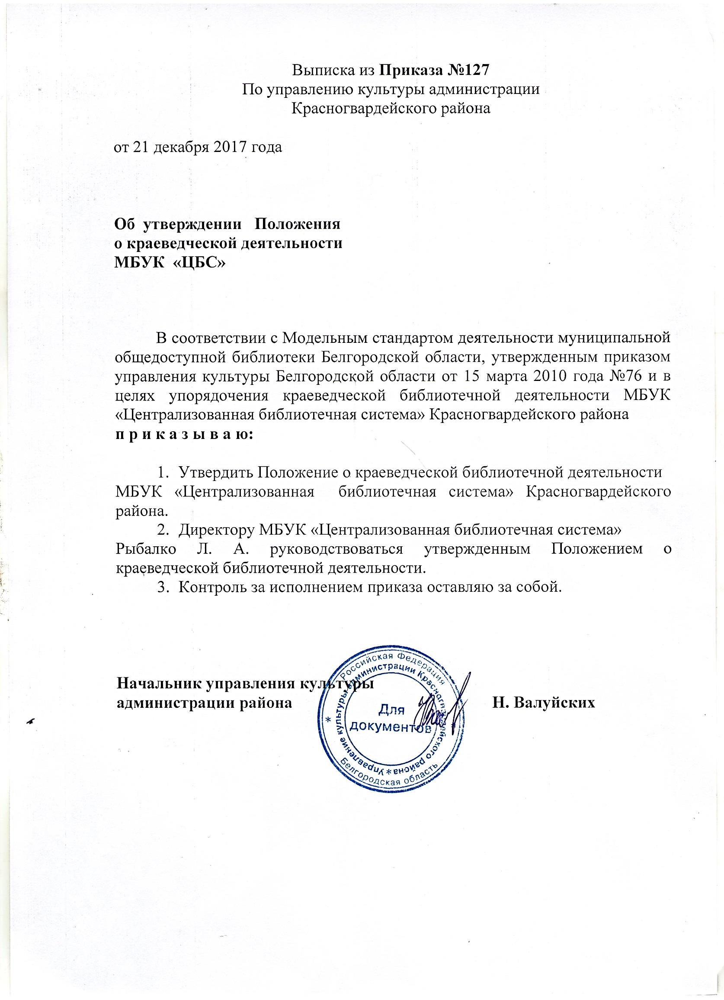 Выписка из Приказа №127
По управлению культуры администрации
Красногвардейского района
от 21 декабря 2017 года
Об утверждении Положения
о краеведческой деятельности
МБУК «ЦБС»
В соответствии с Модельным стандартом деятельности муниципальной
общедоступной библиотеки Белгородской области, утвержденным приказом
управления культуры Белгородской области от 15 марта 2010 года №76 и в
целях упорядочения краеведческой библиотечной деятельности МБУК
«Централизованная библиотечная система» Красногвардейского района
п р и к а з ы в а ю:
1. Утвердить Положение о краеведческой библиотечной деятельности
МБУК «Централизованная библиотечная система» Красногвардейского
района.
2. Директору МБУК «Централизованная библиотечная система»
Рыбалко Л. А. руководствоваться утвержденным Положением о
краеведческой библиотечной деятельности.
3. Контроль за исполнением приказа оставляю за собой.
Начальник управления культуры
администрации района Н. Валуйских
Российская Федерация
Белгородская область
Управление культуры администрации Красногвардейского района
Для
документов